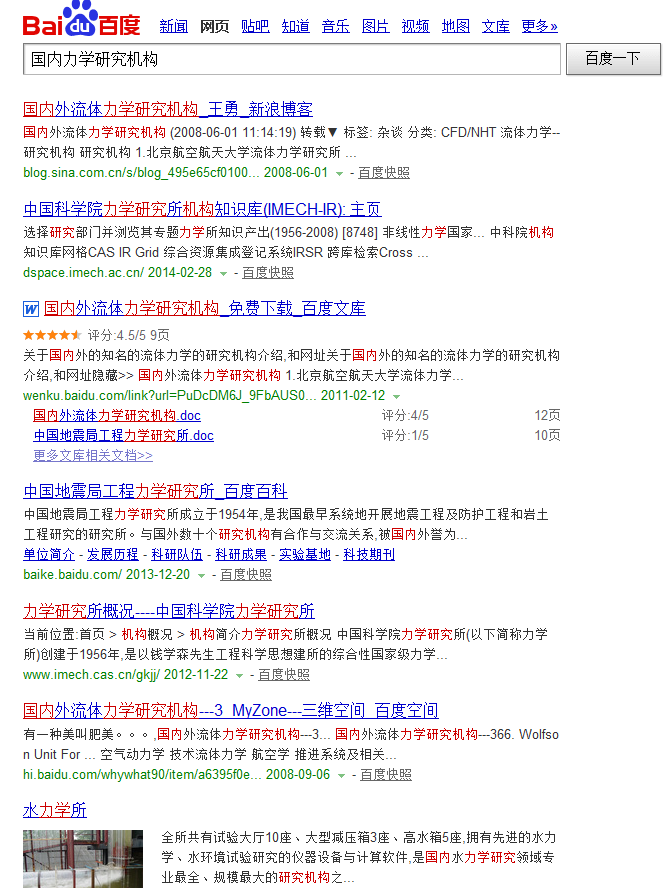 Bai du 百度 新闻 网页 贴吧 知道 音乐 图片 视频 地图 文库 更多»
国内力学研究机构 百度一下
国内外流体力学研究机构_王勇_新浪博客
国内外流体力学研究机构 (2008-06-01 11:14:19) 转载▼ 标签: 杂谈 分类: CFD/NHT 流体力学--
研究机构 研究机构 1.北京航空航天大学流体力学研究所 ...
blog.sina.com.cn/s/blog_495e65cf0100... 2008-06-01 - 百度快照
中国科学院力学研究所机构知识库(IMECH-IR): 主页
选择研究部门并浏览其专题力学所知识产出(1956-2008) [8748] 非线性力学国家... 中科院机构
知识库网格CAS IR Grid 综合资源集成登记系统IRSR 跨库检索Cross ...
dspace.imech.ac.cn/ 2014-02-28 - 百度快照
W 国内外流体力学研究机构_免费下载_百度文库
★★★★★ 评分:4.5/5 9页
关于国内外的知名的流体力学的研究机构介绍,和网址关于国内外的知名的流体力学的研究机构
介绍,和网址隐藏>> 国内外流体力学研究机构 1.北京航空航天大学流体力学...
wenku.baidu.com/link?url=PuDcDM6J_9FbAUS0... 2011-02-12
国内外流体力学研究机构.doc 评分:4/5 12页
中国地震局工程力学研究所.doc 评分:1/5 10页
更多文库相关文档>>
中国地震局工程力学研究所_百度百科
中国地震局工程力学研究所成立于1954年,是我国最早系统地开展地震工程及防护工程和岩土
工程研究的研究所。与国外数十个研究机构有合作与交流关系,被国内外誉为...
单位简介 - 发展历程 - 科研队伍 - 科研成果 - 实验基地 - 科技期刊
baike.baidu.com/ 2013-12-20 - 百度快照
力学研究所概况----中国科学院力学研究所
当前位置:首页 > 机构概况 > 机构简介力学研究所概况 中国科学院力学研究所(以下简称力学
所)创建于1956年,是以钱学森先生工程科学思想建所的综合性国家级力学...
www.imech.cas.cn/gkjj/ 2012-11-22 - 百度快照
国内外流体力学研究机构---3_MyZone---三维空间_百度空间
有一种美叫肥美。。。,国内外流体力学研究机构---3... 国内外流体力学研究机构---366. Wolfso
n Unit For ... 空气动力学 技术流体力学 航空学 推进系统及相关...
hi.baidu.com/whywhat90/item/a6395f0e... 2008-09-06 - 百度快照
水力学所
全所共有试验大厅10座、大型减压箱3座、高水箱5座,拥有先进的水力
学、水环境试验研究的仪器设备与计算软件,是国内水力学研究领域专
业最全、规模最大的研究机构之...